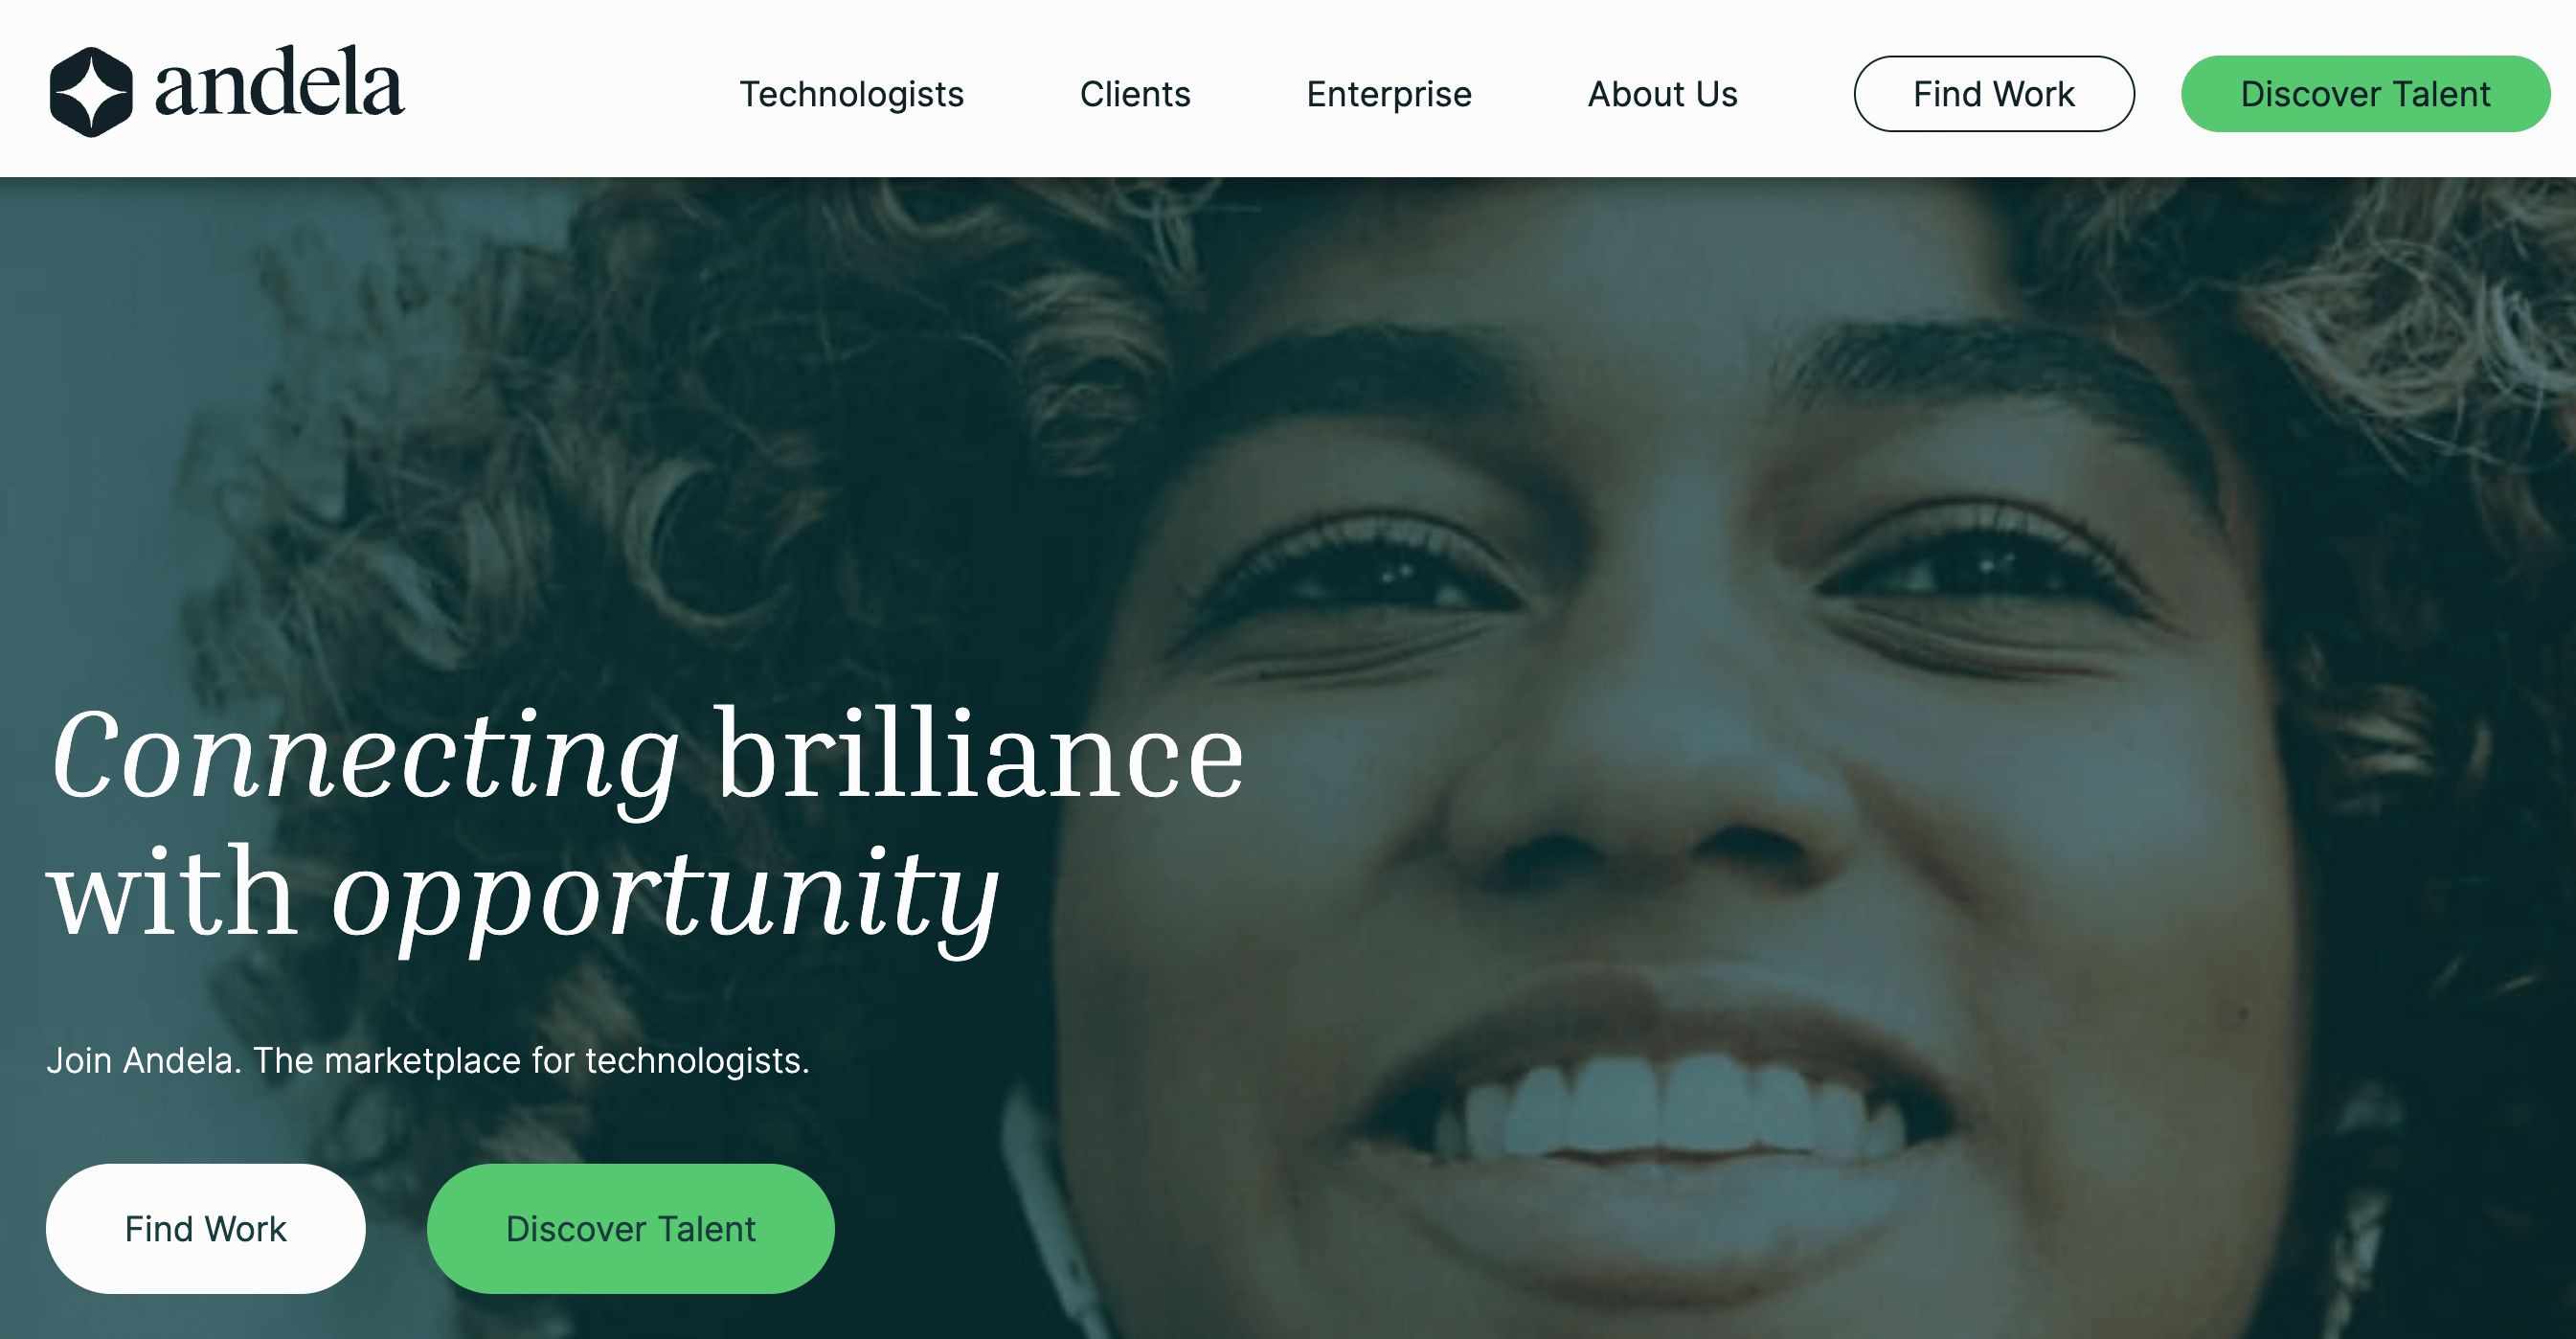 andela
Technologists
Clients
Enterprise
About Us
Find Work
Discover Talent
Connecting brilliance
with opportunity
Join Andela. The marketplace for technologists.
Find Work
Discover Talent